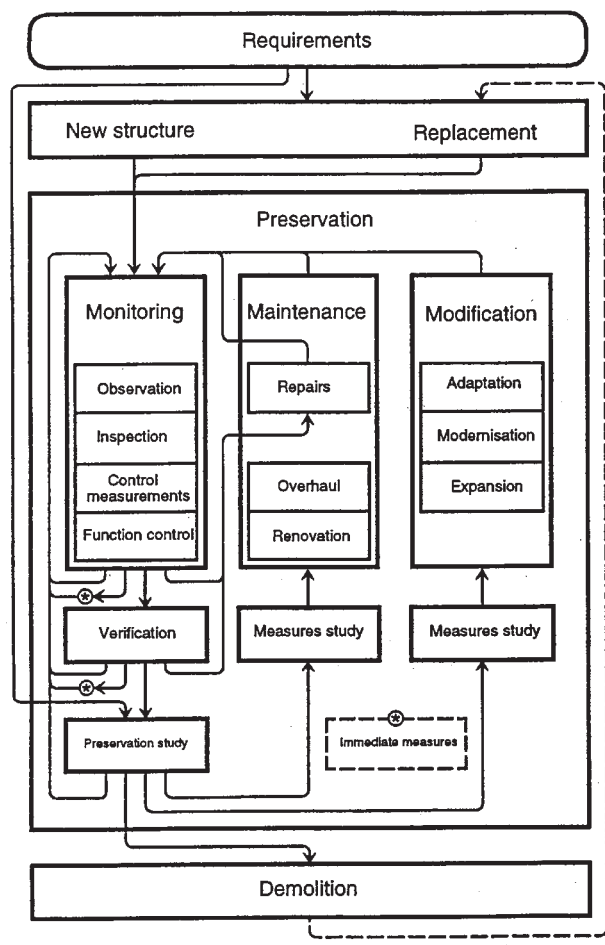 Requirements
New structure
Replacement
Preservation
Monitoring
Observation
Inspection
Control
measurements
Function control
Maintenance
Repairs
Overhaul
Renovation
Modification
Adaptation
Modernisation
Expansion
Verification
Measures study
Measures study
Preservation study
Immediate measures
Demolition